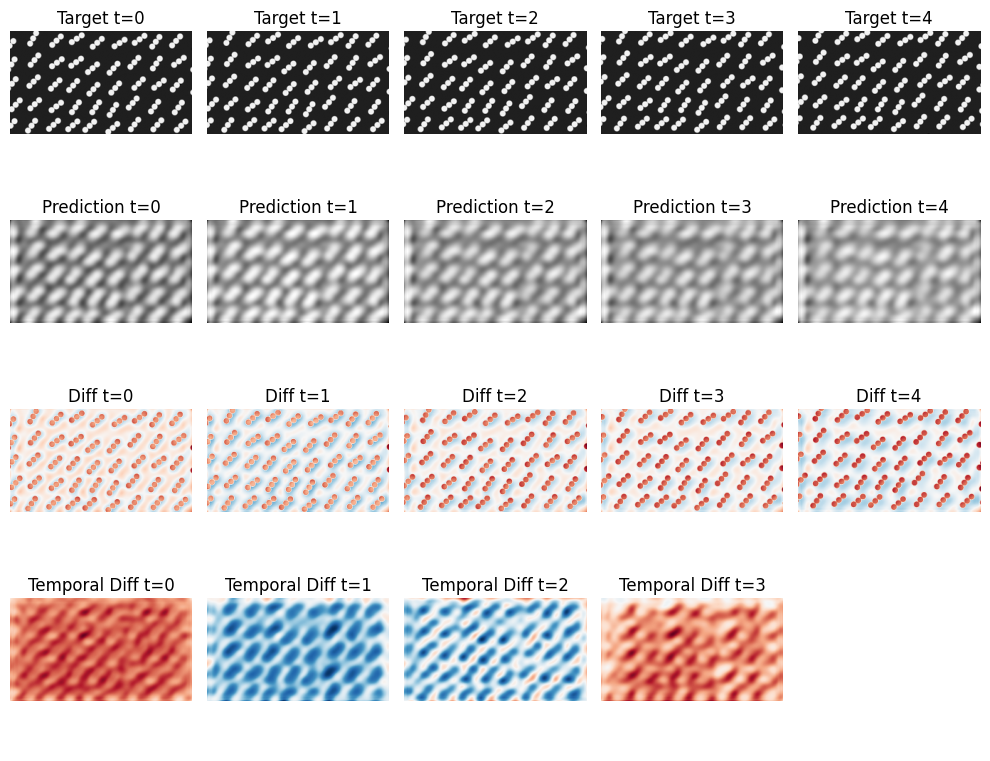 Target t=0
Target t=1
Target t=2
Target t=3
Target t=4
Prediction t=0
Prediction t=1
Prediction t=2
Prediction t=3
Prediction t=4
Diff t=0
Diff t=1
Diff t=2
Diff t=3
Diff t=4
Temporal Diff t=0
Temporal Diff t=1
Temporal Diff t=2
Temporal Diff t=3